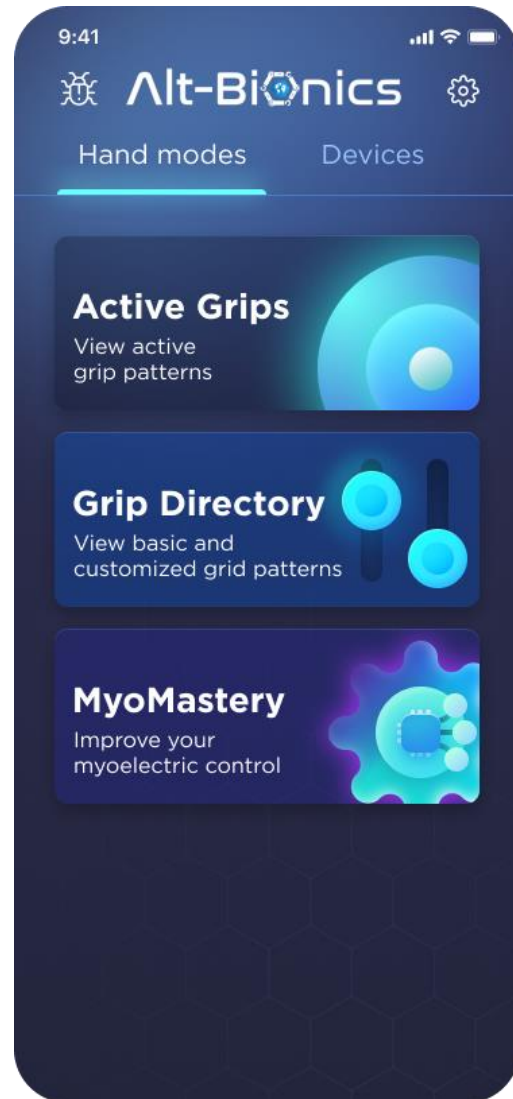 9:41
Alt-Bionics
Hand modes
Devices
Active Grips
View active
grip patterns
Grip Directory
View basic and
customized grid patterns
MyoMastery
Improve your
myoelectric control